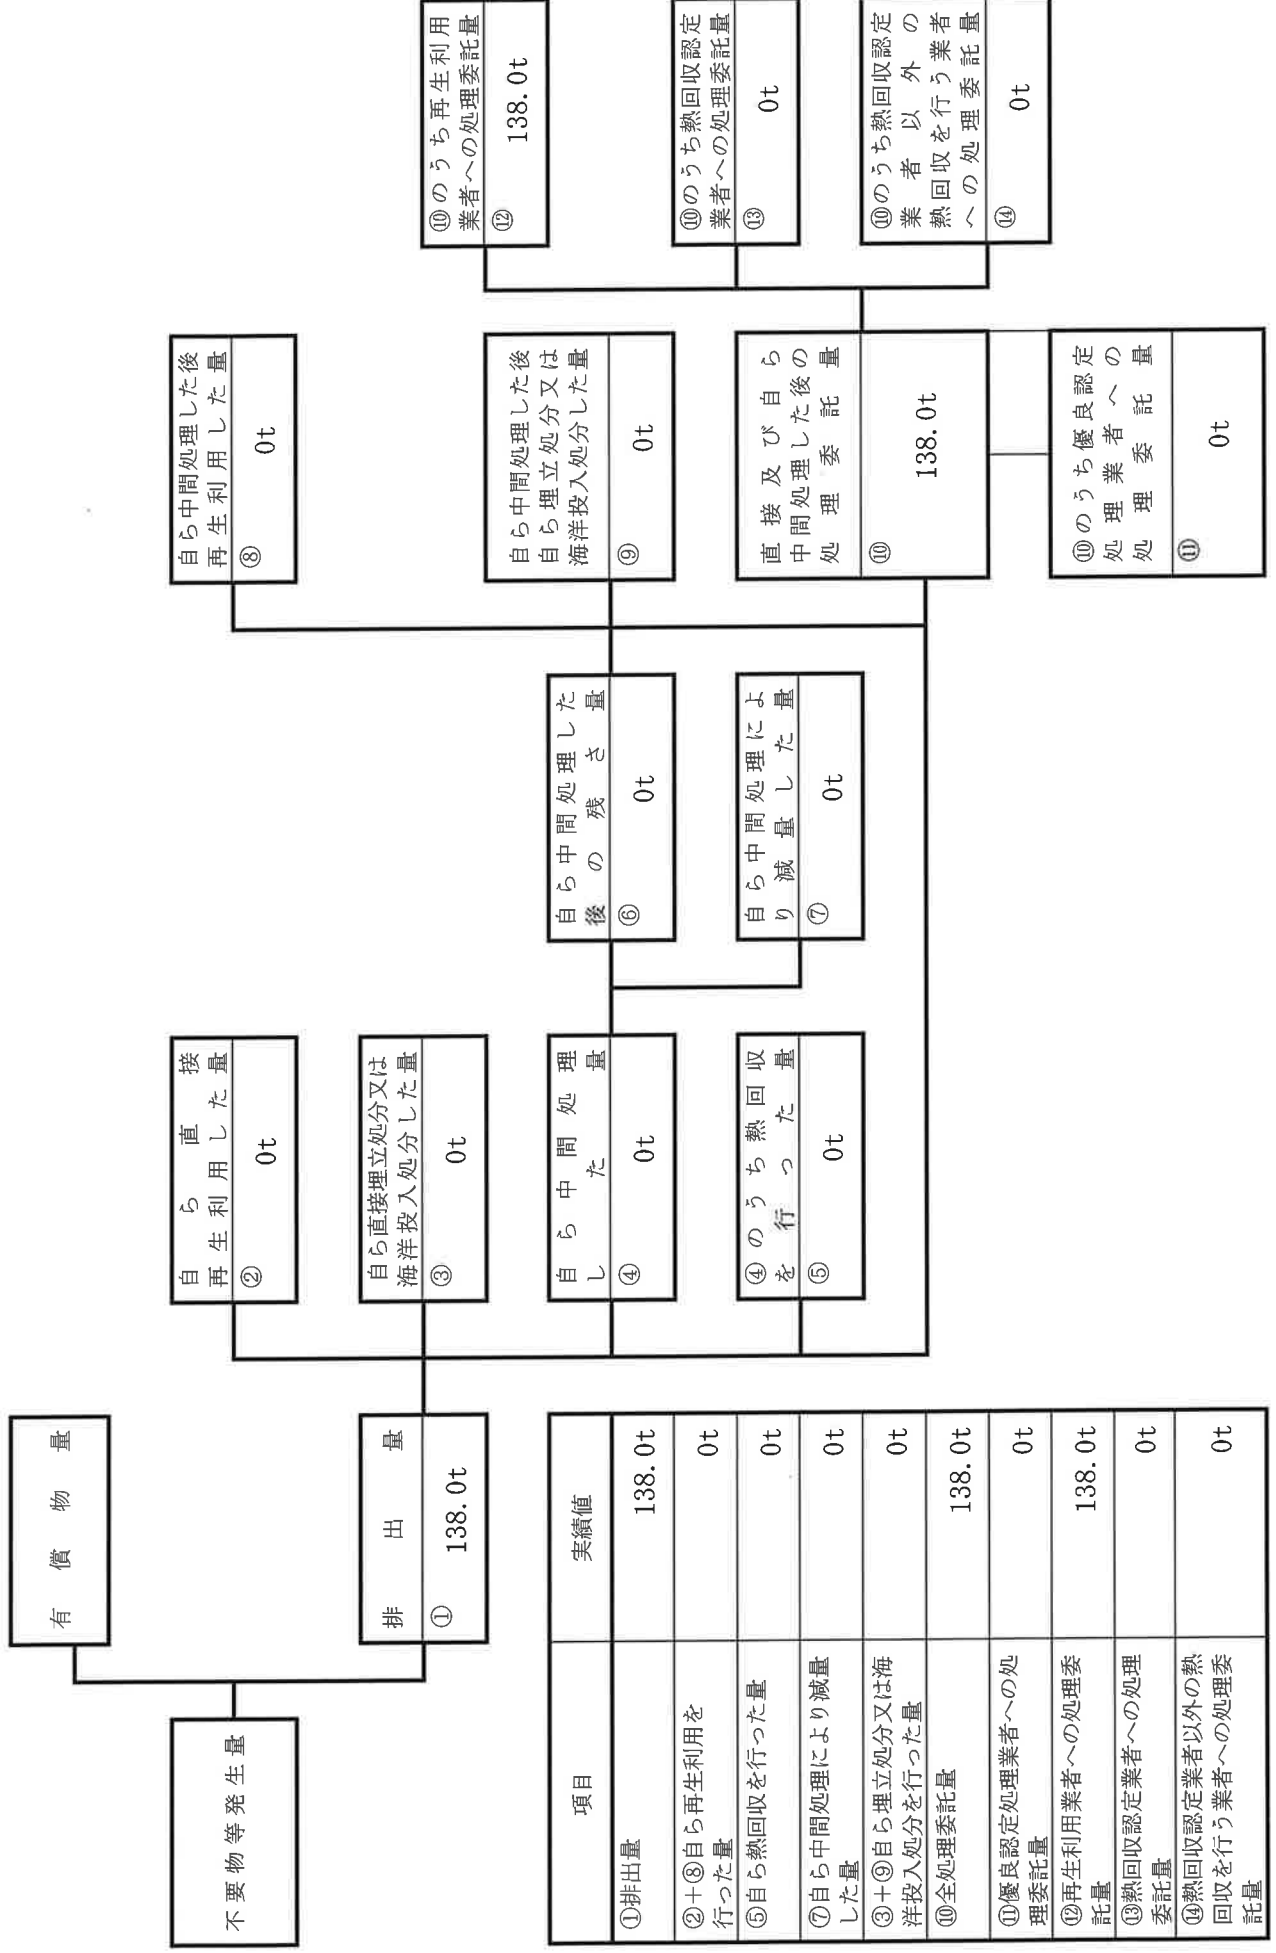 有償物量
不要物等発生量
排出量
① 138.0t
自ら直接
再生利用した量
② 0t
自ら直接埋立処分又は
海洋投入処分した量
③ 0t
自ら中間処理
した量
④ 0t
④のうち熱回収
を行った量
⑤ 0t
自ら中間処理した
後の残さ量
⑥ 0t
自ら中間処理によ
り減量した量
⑦ 0t
自ら中間処理した後
再生利用した量
⑧ 0t
自ら中間処理した後
自ら埋立処分又は
海洋投入処分した量
⑨ 0t
直接及び自ら
中間処理した後の
処理委託量
⑩ 138.0t
⑩のうち優良認定
処理業者への
処理委託量
⑪ 0t
⑩のうち再生利用
業者への処理委託量
⑫ 138.0t
⑩のうち熱回収認定
業者への処理委託量
⑬ 0t
⑩のうち熱回収認定
業者以外の
熱回収を行う業者
への処理委託量
⑭ 0t
項目 実績値
①排出量 138.0t
②+⑧自ら再生利用を
行った量 0t
⑤自ら熱回収を行った量 0t
⑦自ら中間処理により減量
した量 0t
③+⑨自ら埋立処分又は海
洋投入処分を行った量 0t
⑩全処理委託量 138.0t
⑪優良認定処理業者への処
理委託量 0t
⑫再生利用業者への処理委
託量 138.0t
⑬熱回収認定業者への処理
委託量 0t
⑭熱回収認定業者以外の熱
回収を行う業者への処理委
託量 0t